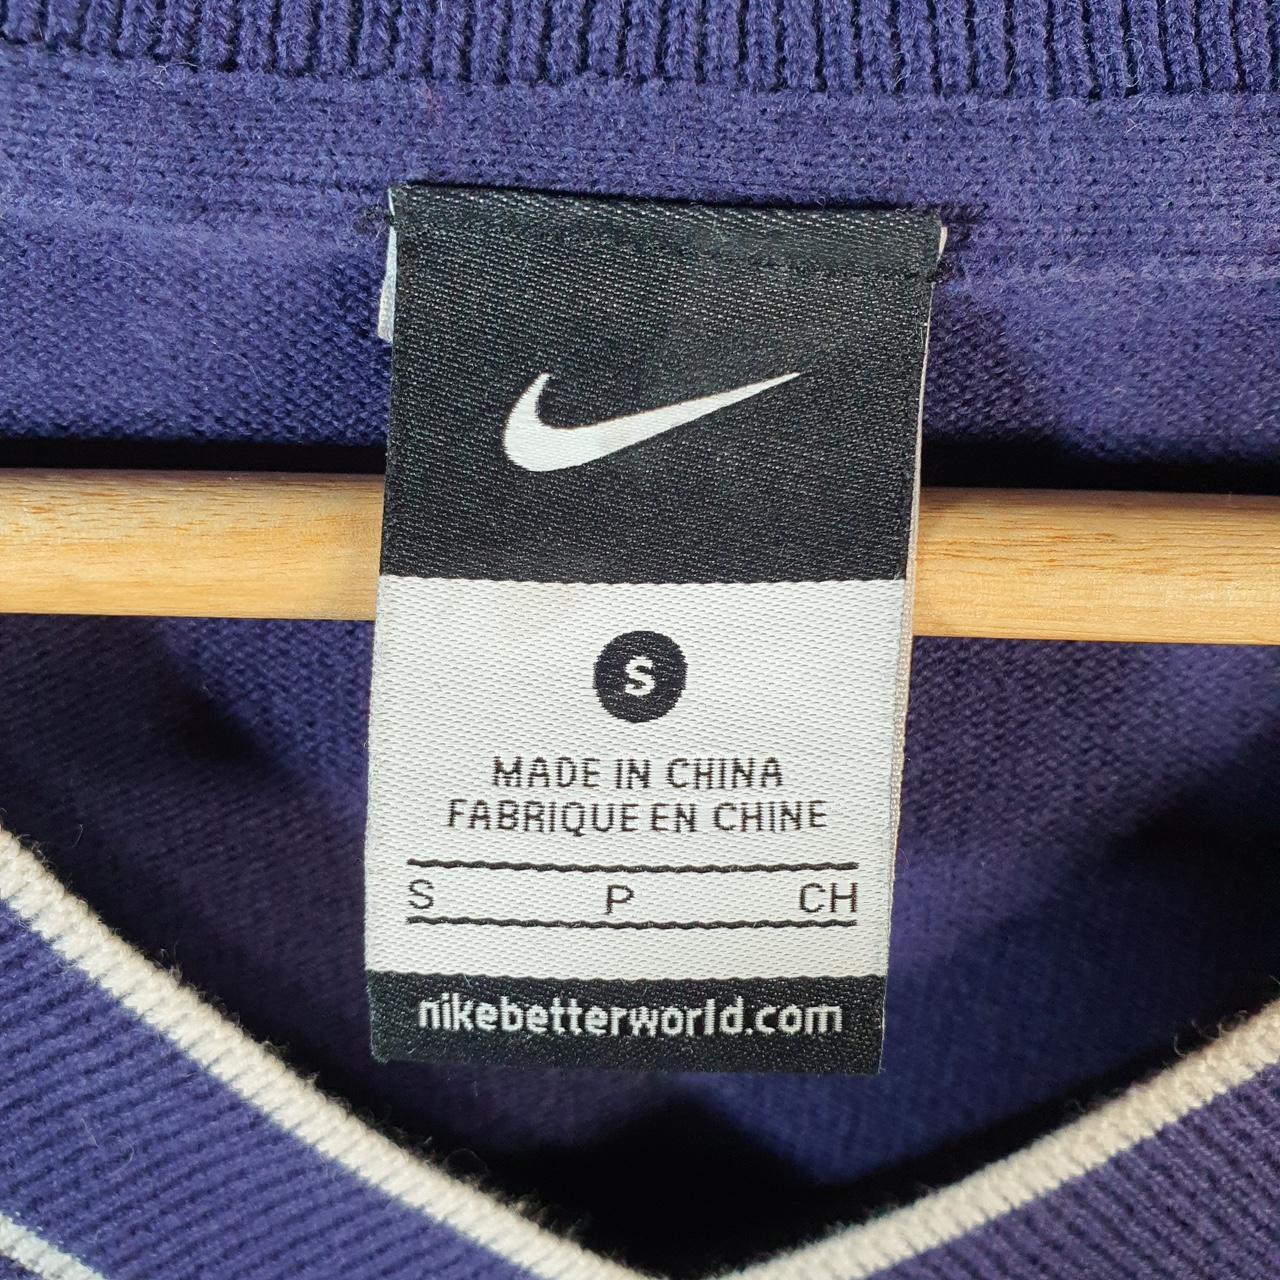 S
MADE IN CHINA
FABRIQUE EN CHINE
S P CH
nikebetterworld.com